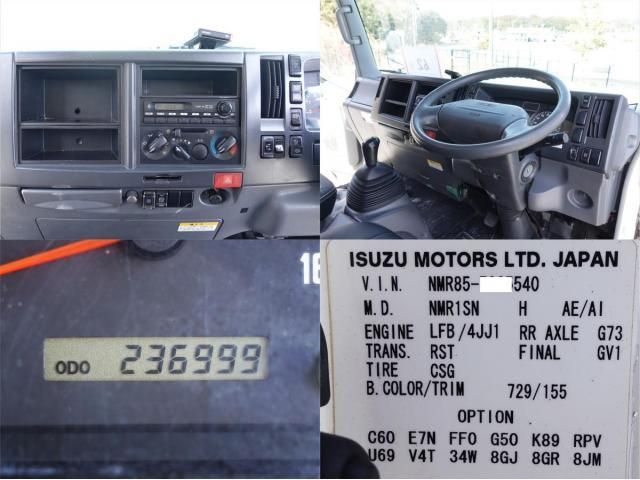 ODO 236999
16
ISUZU MOTORS LTD. JAPAN
V.I.N. NMR85- 540
M.D. NMR1SN H AE/AI
ENGINE LFB/4JJ1 RR AXLE G73
TRANS. RST FINAL GV1
TIRE CSG
B.COLOR/TRIM 729/155
OPTION
C60 E7N FF0 G50 K89 RPV
U69 V4T 34W 8GJ 8GR 8JM